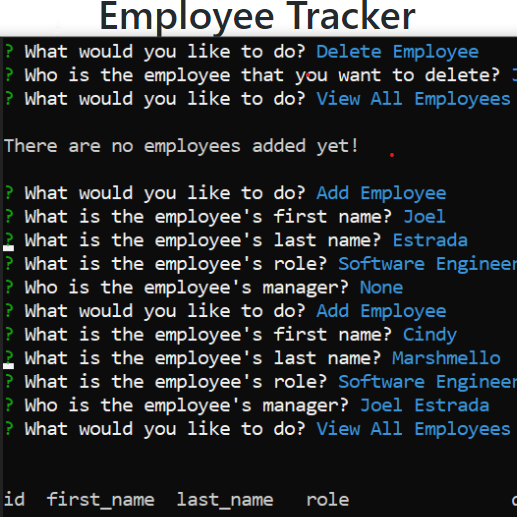 Employee Tracker
? What would you like to do? Delete Employee
? Who is the employee that you want to delete?
? What would you like to do? View All Employees
There are no employees added yet!
? What would you like to do? Add Employee
? What is the employee's first name? Joel
? What is the employee's last name? Estrada
? What is the employee's role? Software Engineer
? Who is the employee's manager? None
? What would you like to do? Add Employee
? What is the employee's first name? Cindy
? What is the employee's last name? Marshmello
? What is the employee's role? Software Engineer
? Who is the employee's manager? Joel Estrada
? What would you like to do? View All Employees
id first_name last_name role